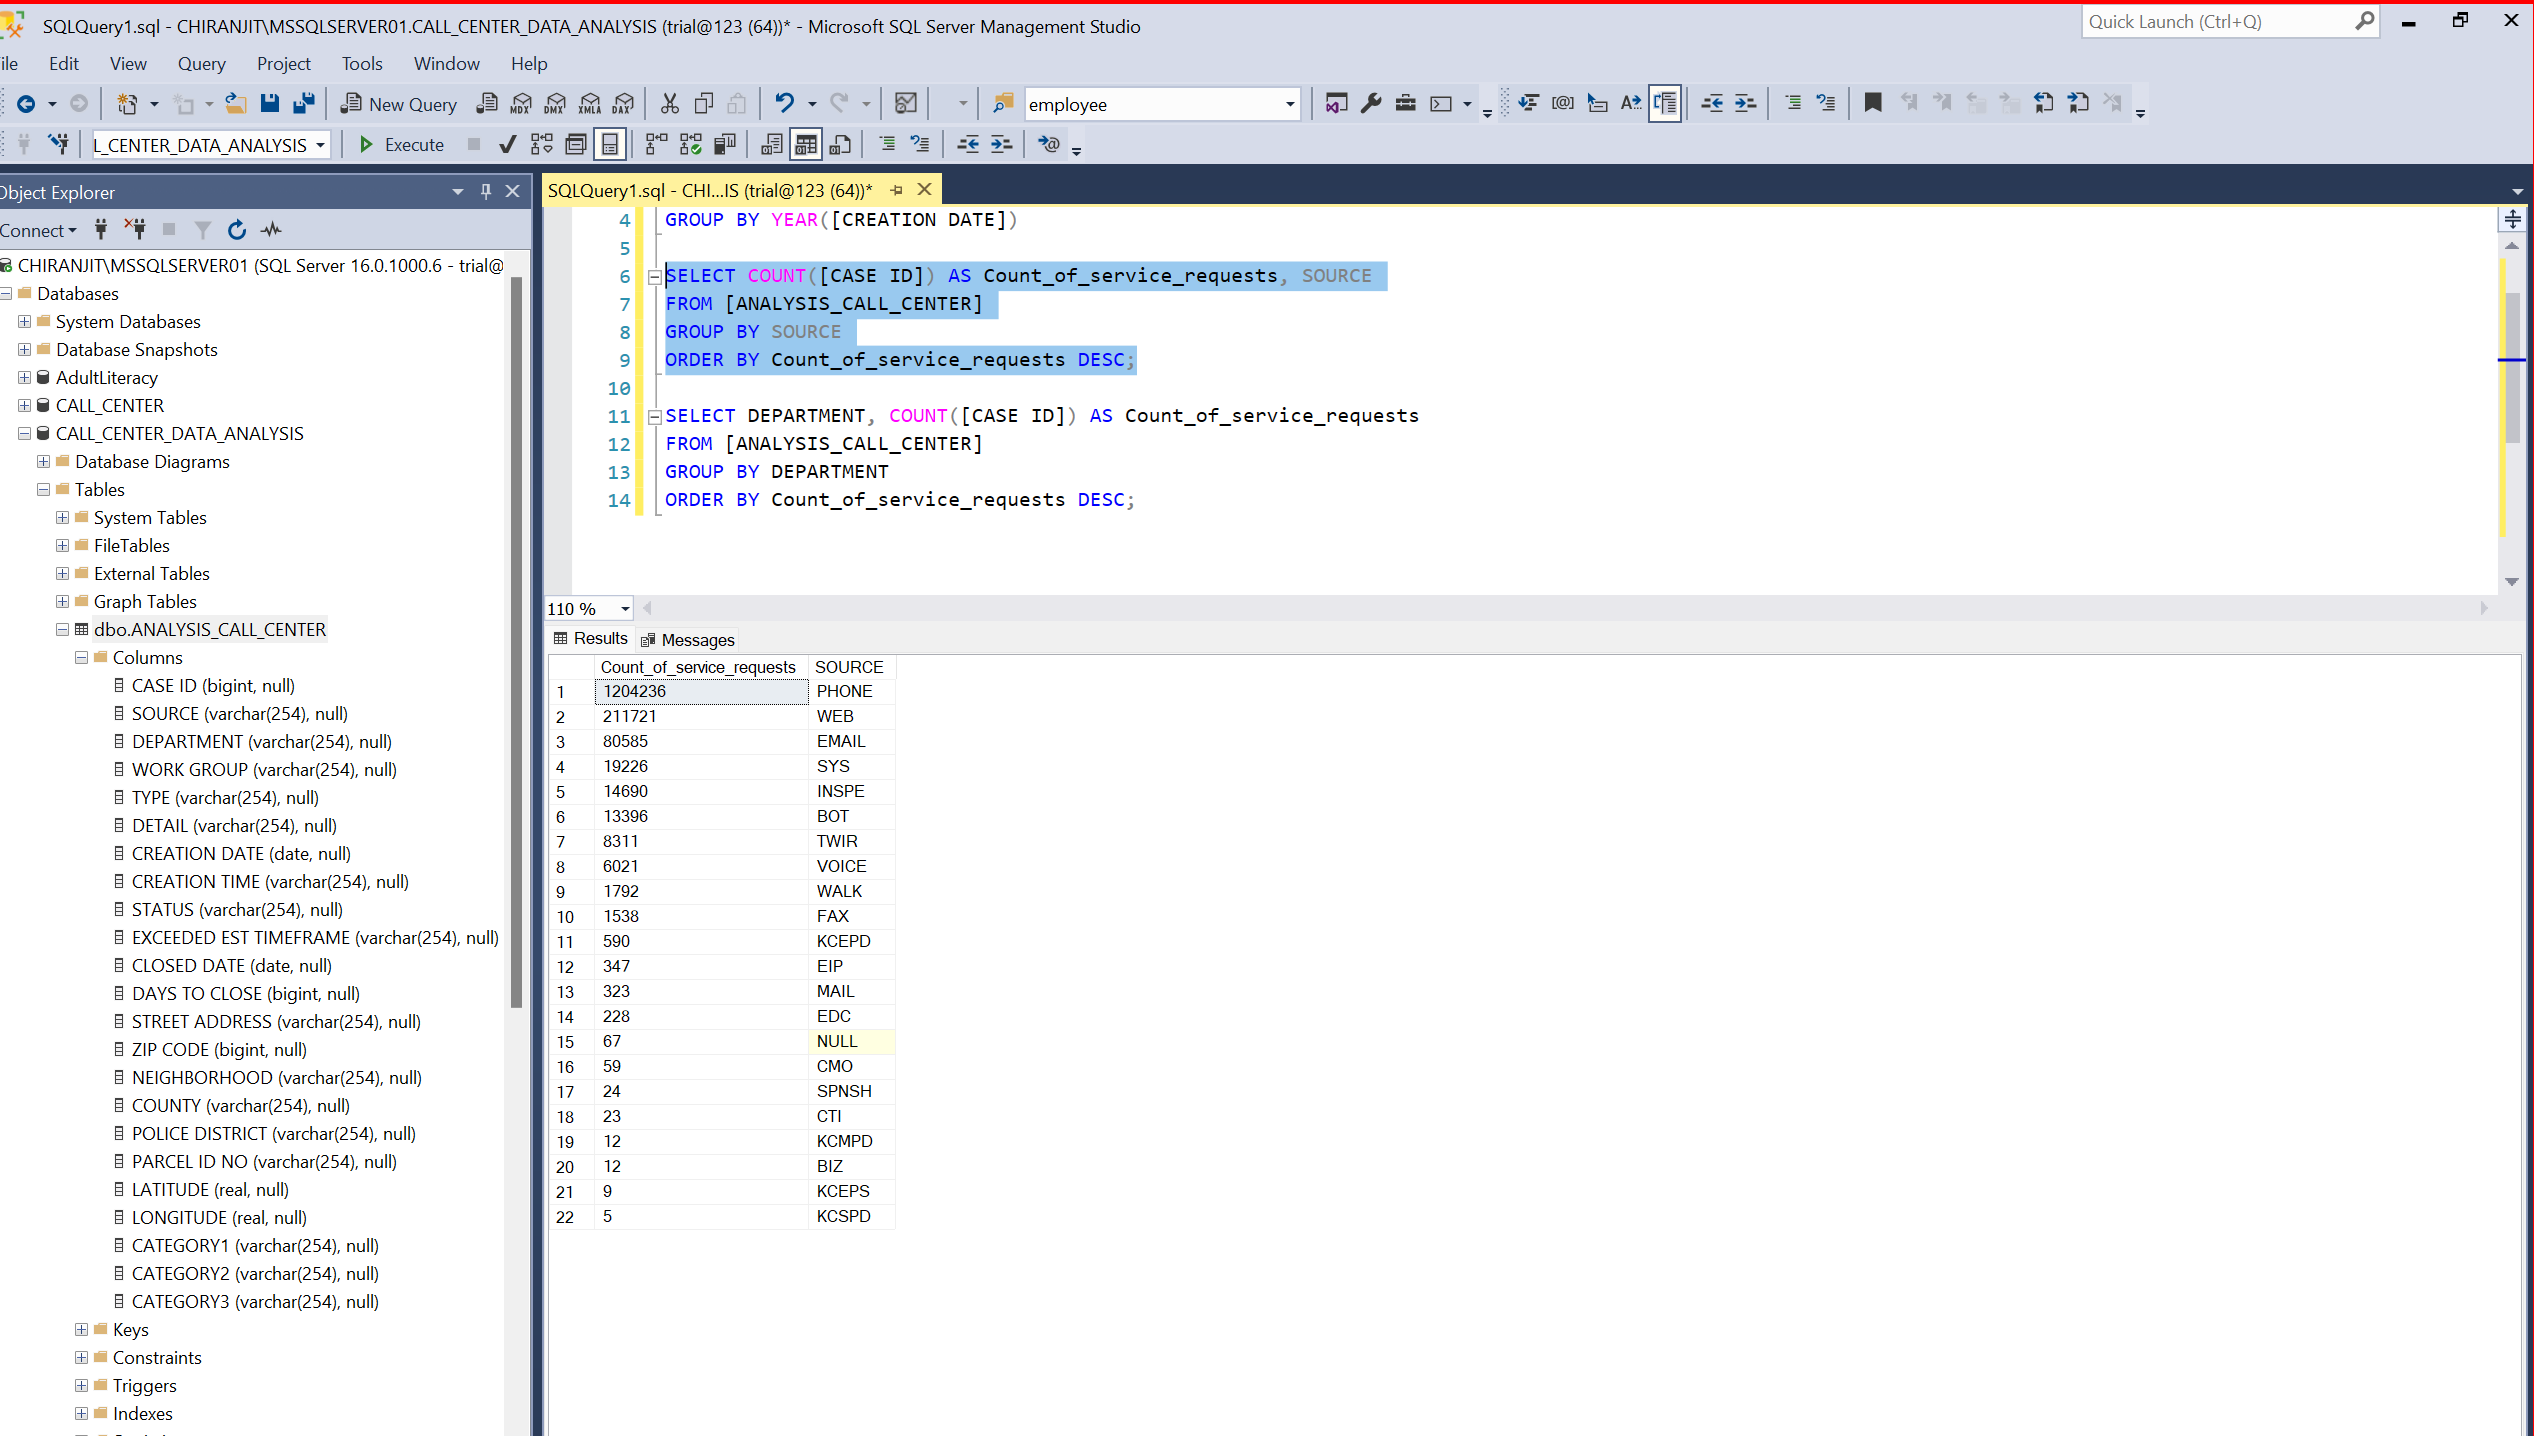 SQLQuery1.sql - CHIRANJIT\MSSQLSERVER01.CALL_CENTER_DATA_ANALYSIS (trial@123 (64))* - Microsoft SQL Server Management Studio
Quick Launch (Ctrl+Q)
ile Edit View Query Project Tools Window Help
New Query MDX DMX XMLA DAX employee
L_CENTER_DATA_ANALYSIS Execute
Object Explorer
Connect
CHIRANJIT\MSSQLSERVER01 (SQL Server 16.0.1000.6 - trial@
Databases
System Databases
Database Snapshots
AdultLiteracy
CALL_CENTER
CALL_CENTER_DATA_ANALYSIS
Database Diagrams
Tables
System Tables
FileTables
External Tables
Graph Tables
dbo.ANALYSIS_CALL_CENTER
Columns
CASE ID (bigint, null)
SOURCE (varchar(254), null)
DEPARTMENT (varchar(254), null)
WORK GROUP (varchar(254), null)
TYPE (varchar(254), null)
DETAIL (varchar(254), null)
CREATION DATE (date, null)
CREATION TIME (varchar(254), null)
STATUS (varchar(254), null)
EXCEEDED EST TIMEFRAME (varchar(254), null)
CLOSED DATE (date, null)
DAYS TO CLOSE (bigint, null)
STREET ADDRESS (varchar(254), null)
ZIP CODE (bigint, null)
NEIGHBORHOOD (varchar(254), null)
COUNTY (varchar(254), null)
POLICE DISTRICT (varchar(254), null)
PARCEL ID NO (varchar(254), null)
LATITUDE (real, null)
LONGITUDE (real, null)
CATEGORY1 (varchar(254), null)
CATEGORY2 (varchar(254), null)
CATEGORY3 (varchar(254), null)
Keys
Constraints
Triggers
Indexes
SQLQuery1.sql - CHI...IS (trial@123 (64))*
4 GROUP BY YEAR([CREATION DATE])
5
6 SELECT COUNT([CASE ID]) AS Count_of_service_requests, SOURCE
7 FROM [ANALYSIS_CALL_CENTER]
8 GROUP BY SOURCE
9 ORDER BY Count_of_service_requests DESC;
10
11 SELECT DEPARTMENT, COUNT([CASE ID]) AS Count_of_service_requests
12 FROM [ANALYSIS_CALL_CENTER]
13 GROUP BY DEPARTMENT
14 ORDER BY Count_of_service_requests DESC;
110 %
Results Messages
Count_of_service_requests SOURCE
1 1204236 PHONE
2 211721 WEB
3 80585 EMAIL
4 19226 SYS
5 14690 INSPE
6 13396 BOT
7 8311 TWIR
8 6021 VOICE
9 1792 WALK
10 1538 FAX
11 590 KCEPD
12 347 EIP
13 323 MAIL
14 228 EDC
15 67 NULL
16 59 CMO
17 24 SPNSH
18 23 CTI
19 12 KCMPD
20 12 BIZ
21 9 KCEPS
22 5 KCSPD